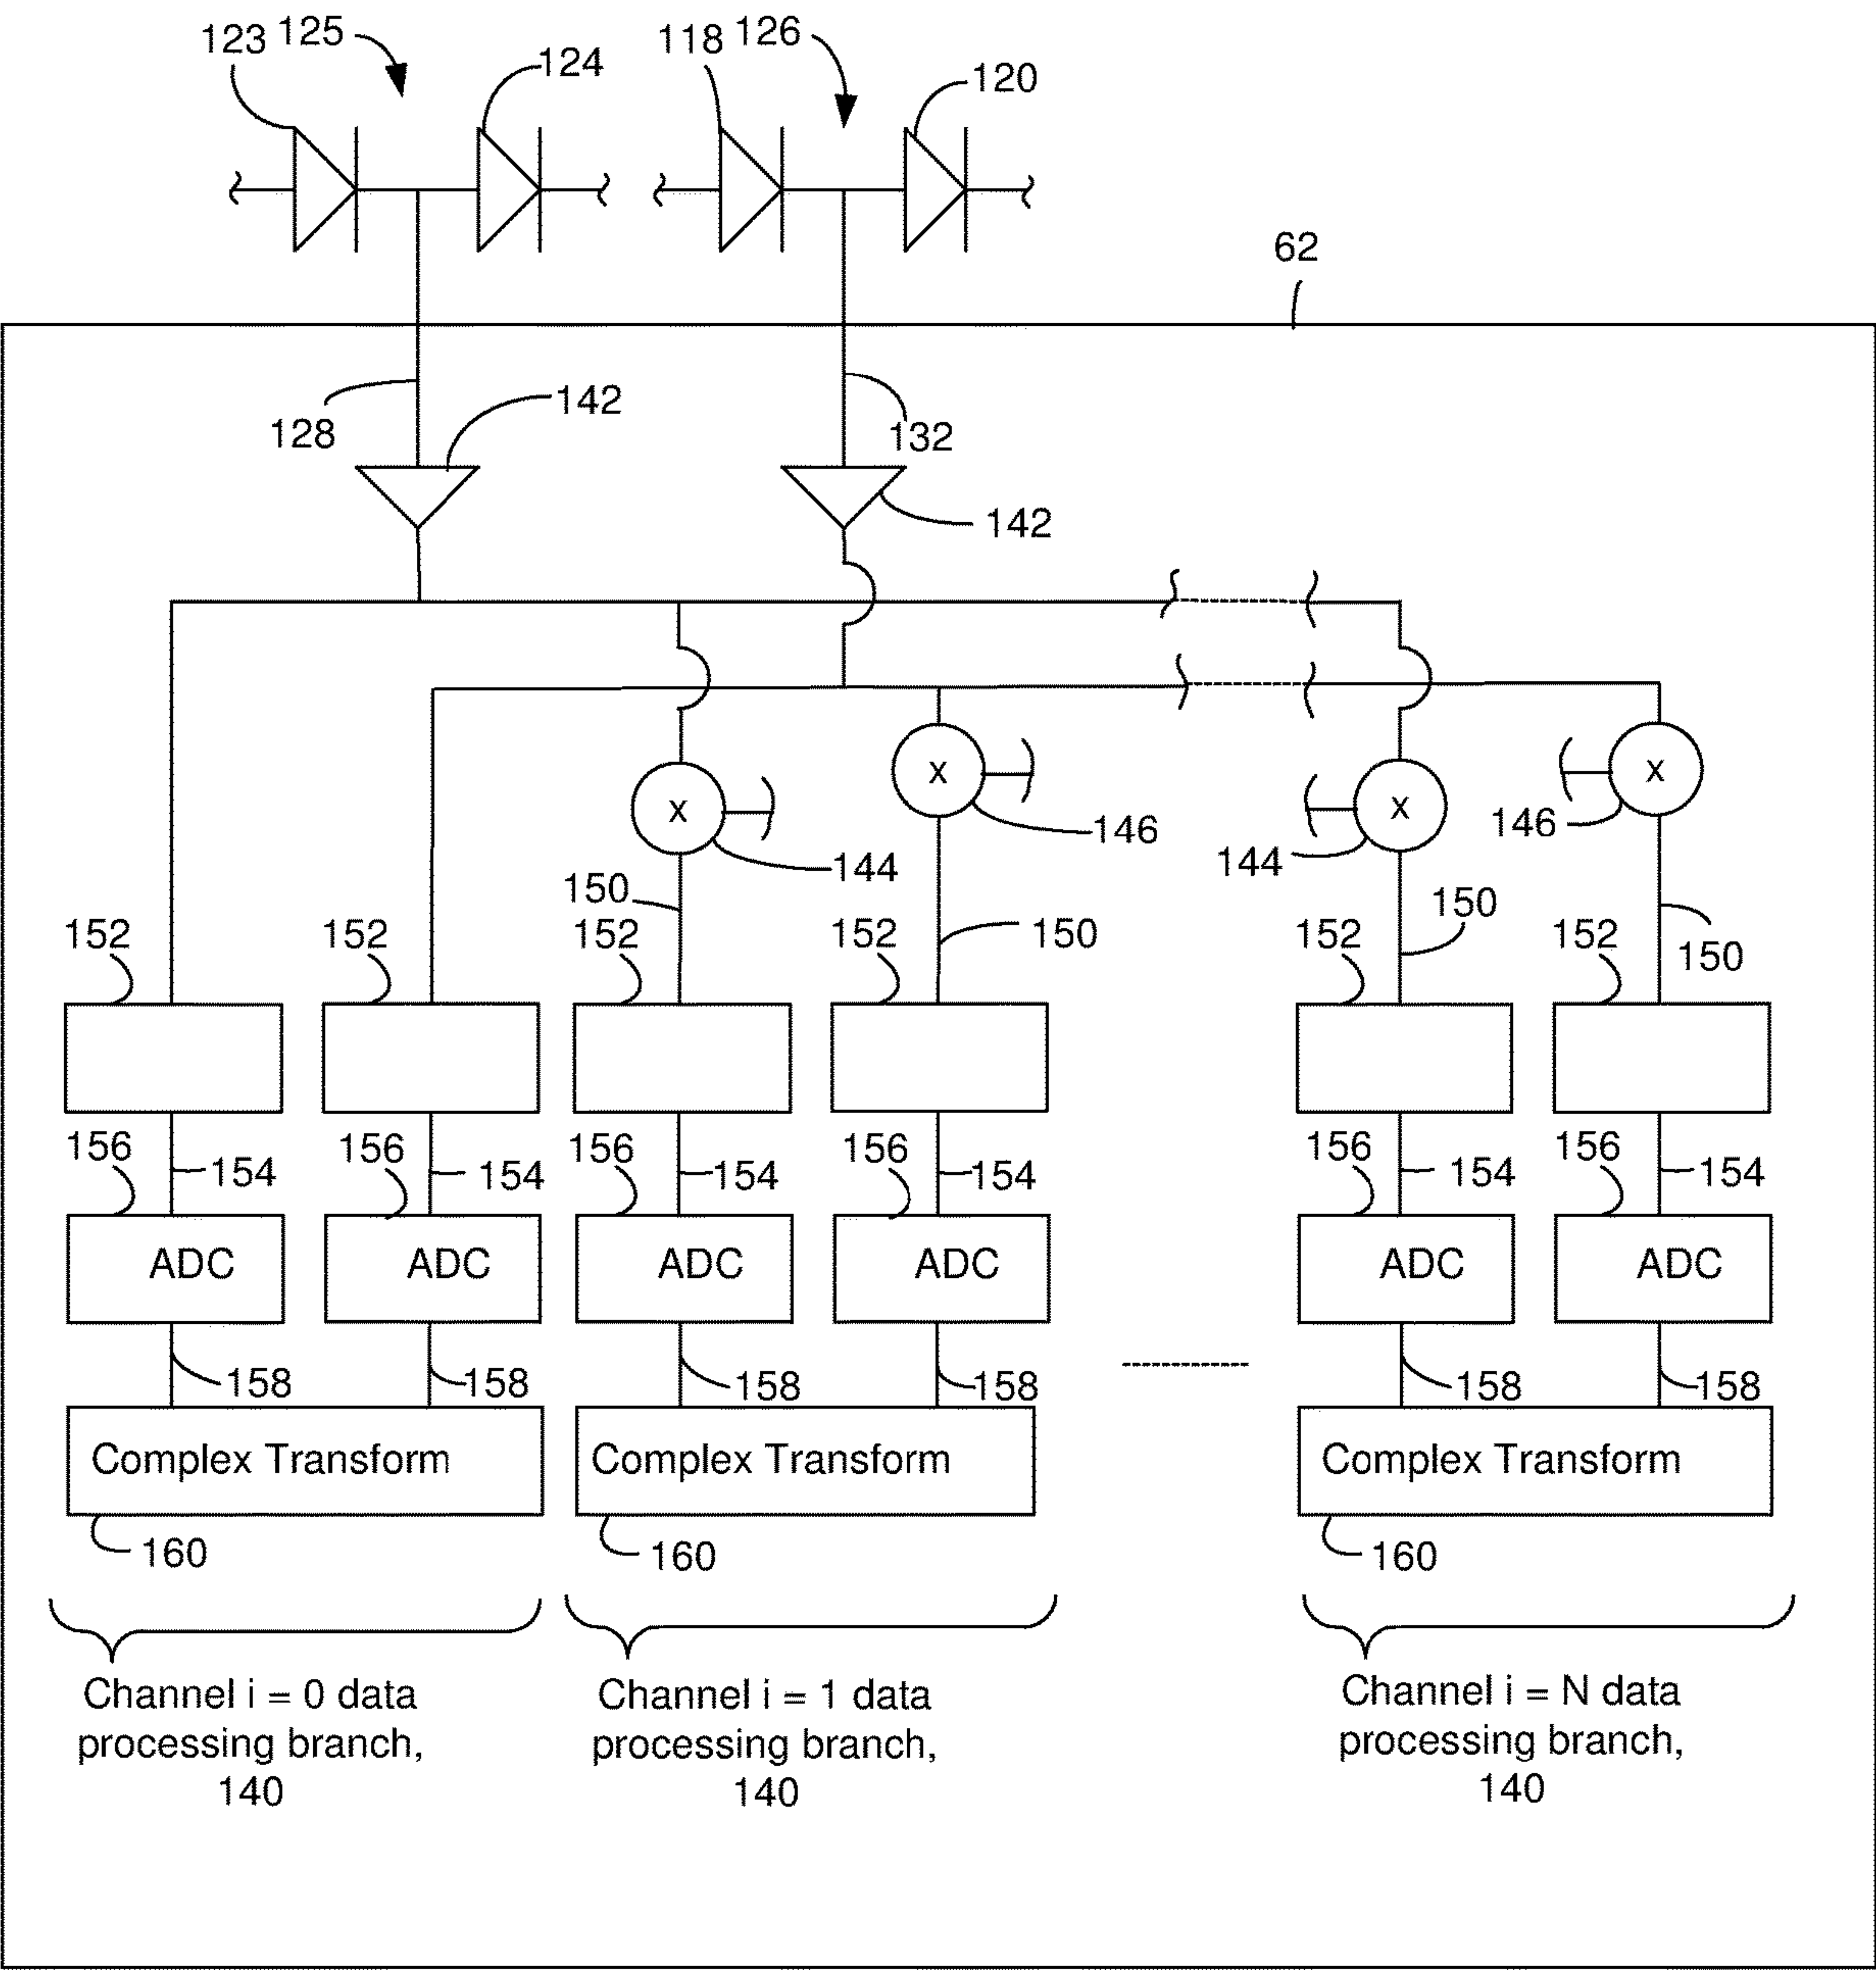 123 125 118 126
124 120
62
128 142 132
142
x x x x
144 146 144 146
150 150 150 150
152 152 152 152 152 152
156 154 156 154 156 154 156 154 156 154 156 154
ADC ADC ADC ADC ADC ADC
158 158 158 158 158 158
Complex Transform Complex Transform Complex Transform
160 160 160
Channel i = 0 data
processing branch,
140
Channel i = 1 data
processing branch,
140
Channel i = N data
processing branch,
140